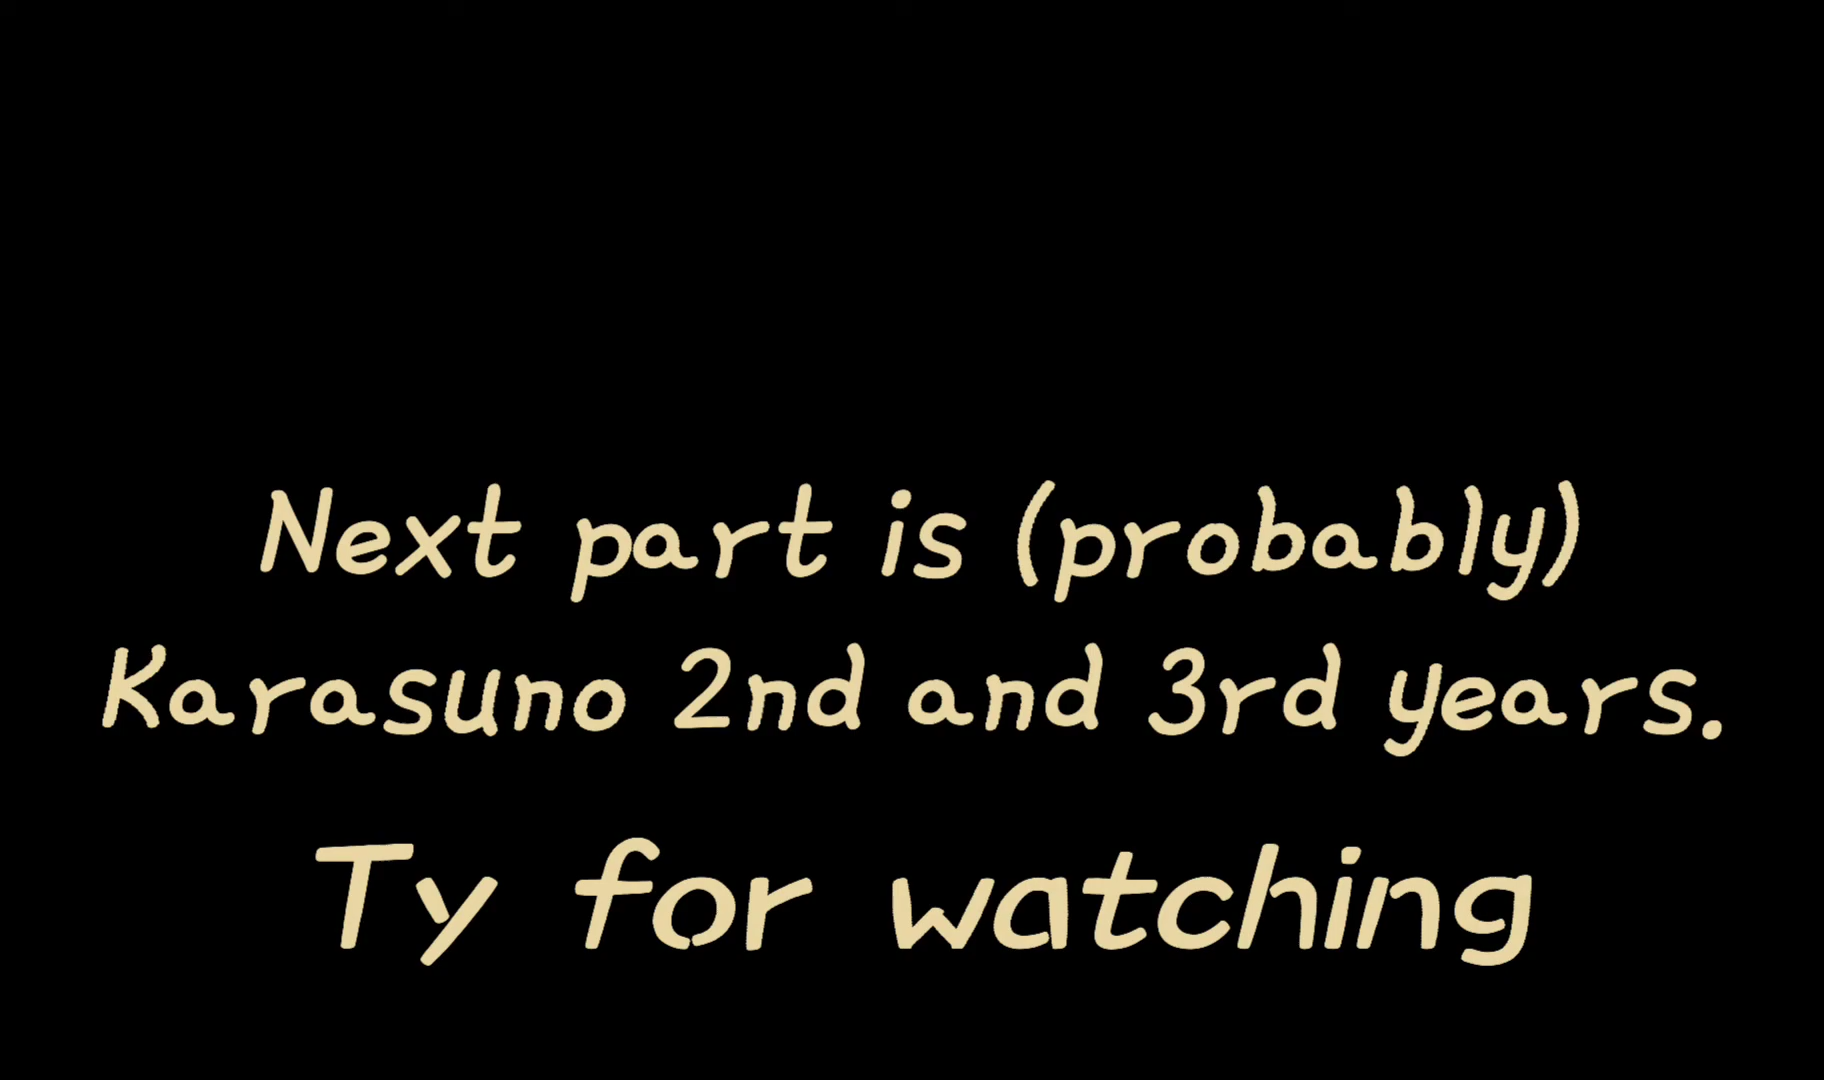 Next part is (probably)
Karasuno 2nd and 3rd years.
Ty for watching